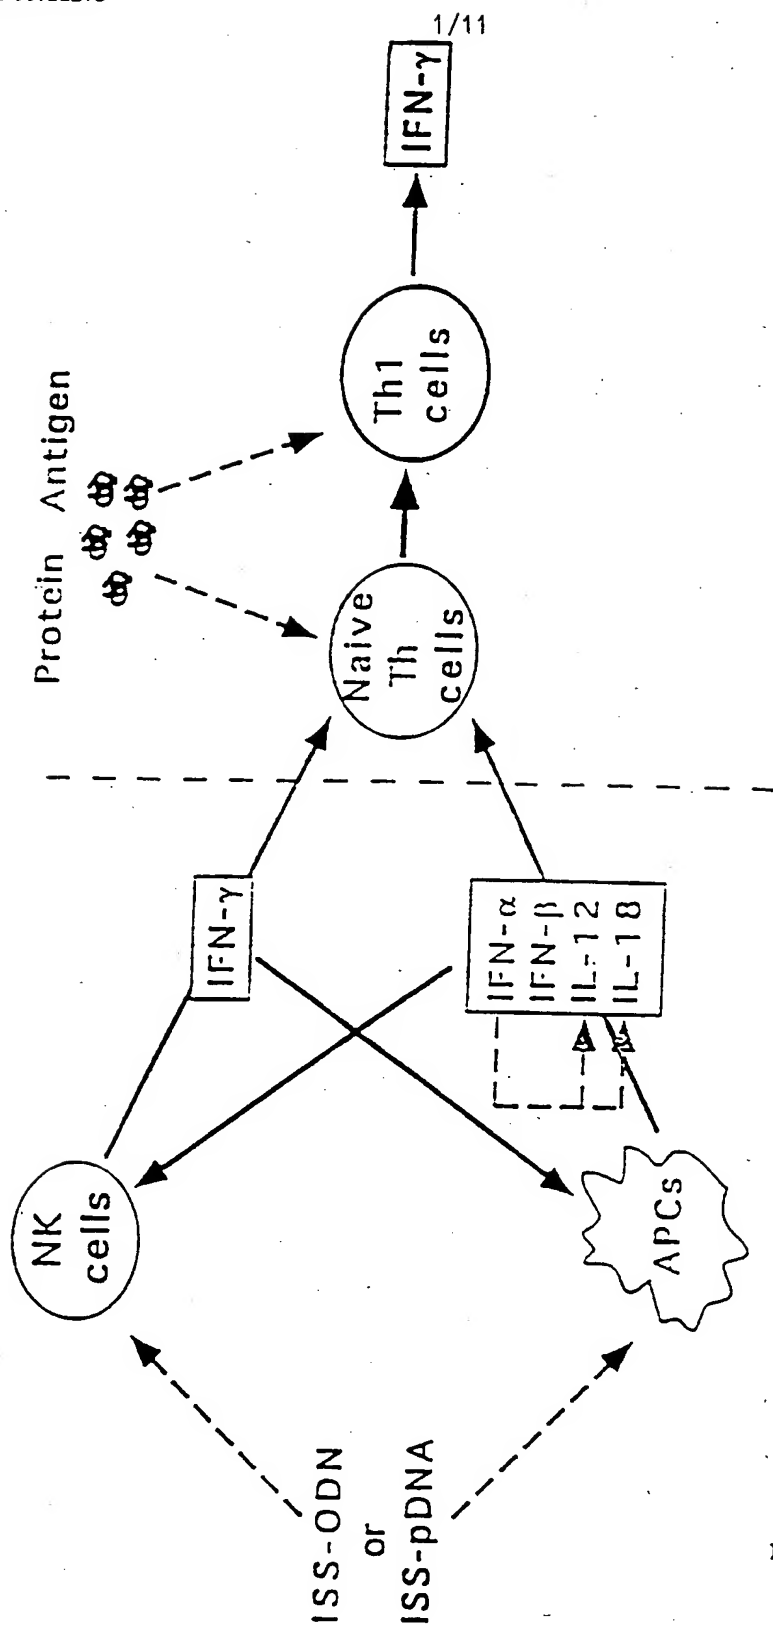 1/11
ISS-ODN
or
ISS-pDNA
NK
cells
APCs
IFN-γ
IFN-α
IFN-β
IL-12
IL-18
Protein Antigen
Naive
Th
cells
Th1
cells
IFN-γ